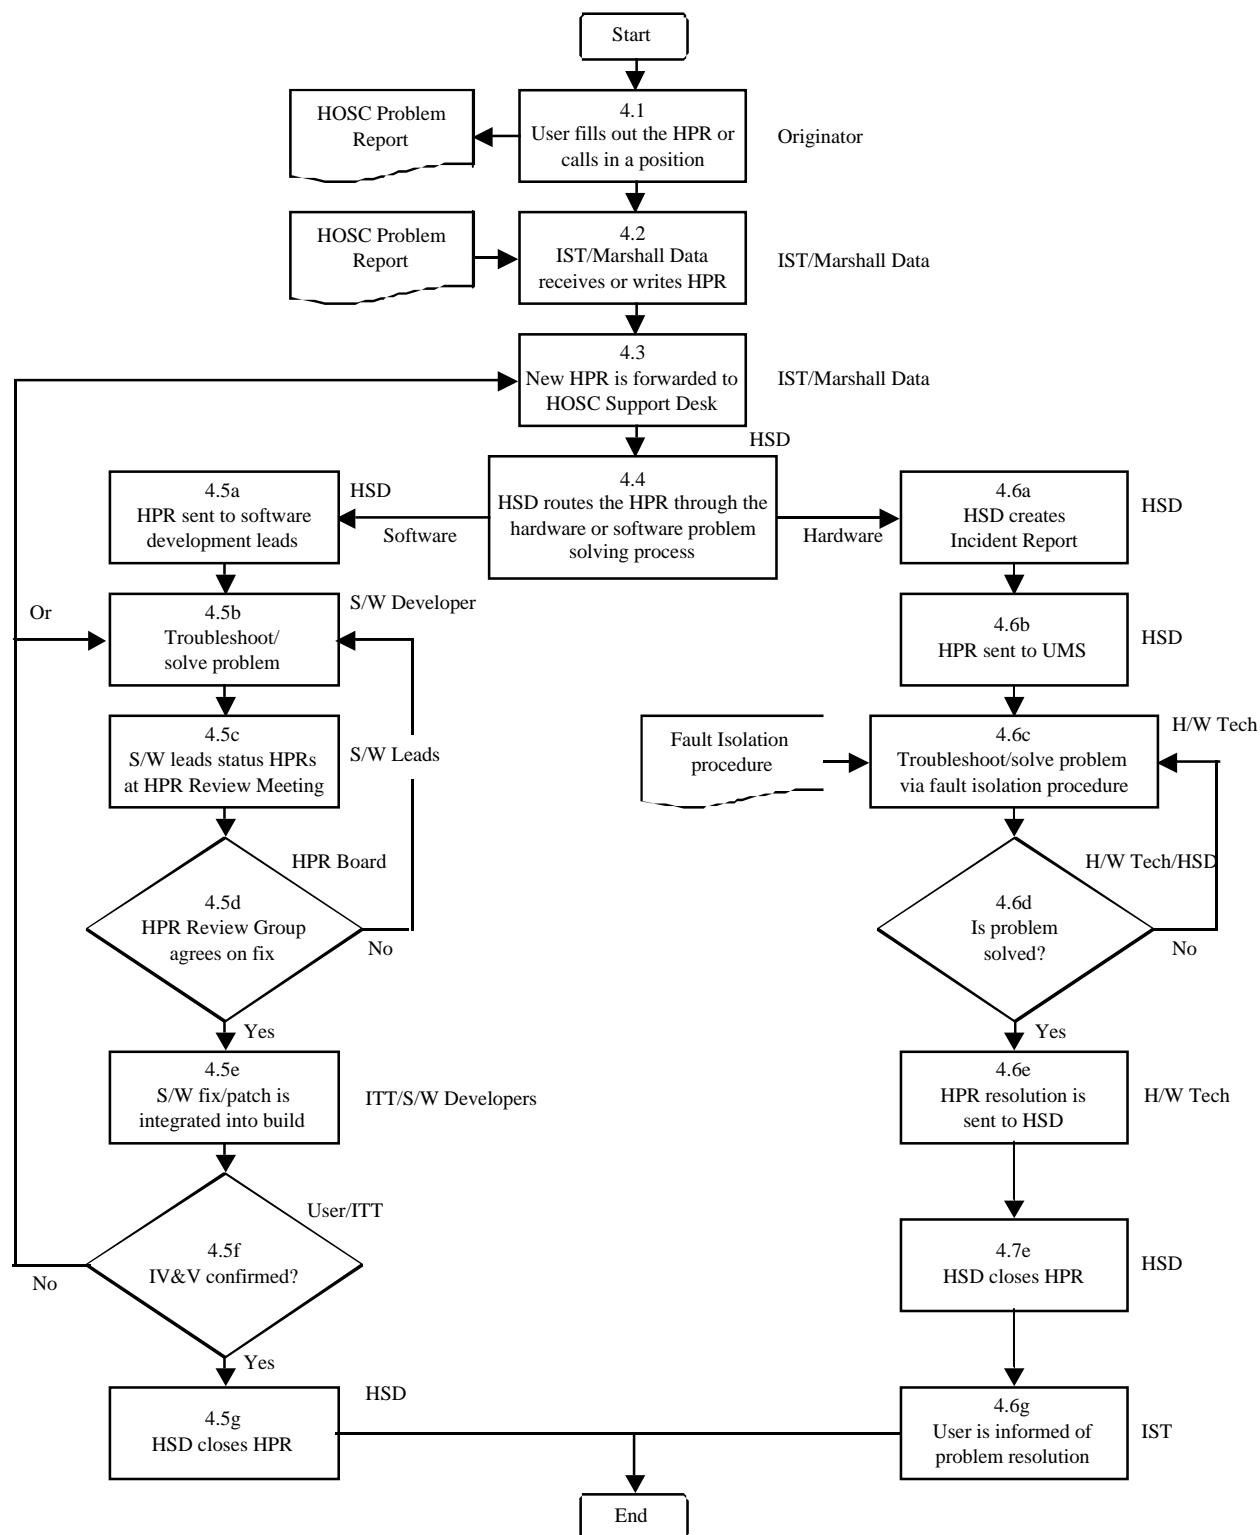 Start
HOSC Problem
Report
4.1
User fills out the HPR or
calls in a position
Originator
HOSC Problem
Report
4.2
IST/Marshall Data
receives or writes HPR
IST/Marshall Data
4.3
New HPR is forwarded to
HOSC Support Desk
IST/Marshall Data
HSD
4.5a
HPR sent to software
development leads
HSD
Software
4.4
HSD routes the HPR through the
hardware or software problem
solving process
Hardware
4.6a
HSD creates
Incident Report
HSD
Or
4.5b
Troubleshoot/
solve problem
S/W Developer
4.6b
HPR sent to UMS
HSD
4.5c
S/W leads status HPRs
at HPR Review Meeting
S/W Leads
Fault Isolation
procedure
4.6c
Troubleshoot/solve problem
via fault isolation procedure
H/W Tech
HPR Board
4.5d
HPR Review Group
agrees on fix
No
H/W Tech/HSD
4.6d
Is problem
solved?
No
Yes
Yes
4.5e
S/W fix/patch is
integrated into build
ITT/S/W Developers
4.6e
HPR resolution is
sent to HSD
H/W Tech
User/ITT
4.5f
IV&V confirmed?
No
4.7e
HSD closes HPR
HSD
Yes
4.5g
HSD closes HPR
HSD
4.6g
User is informed of
problem resolution
IST
End